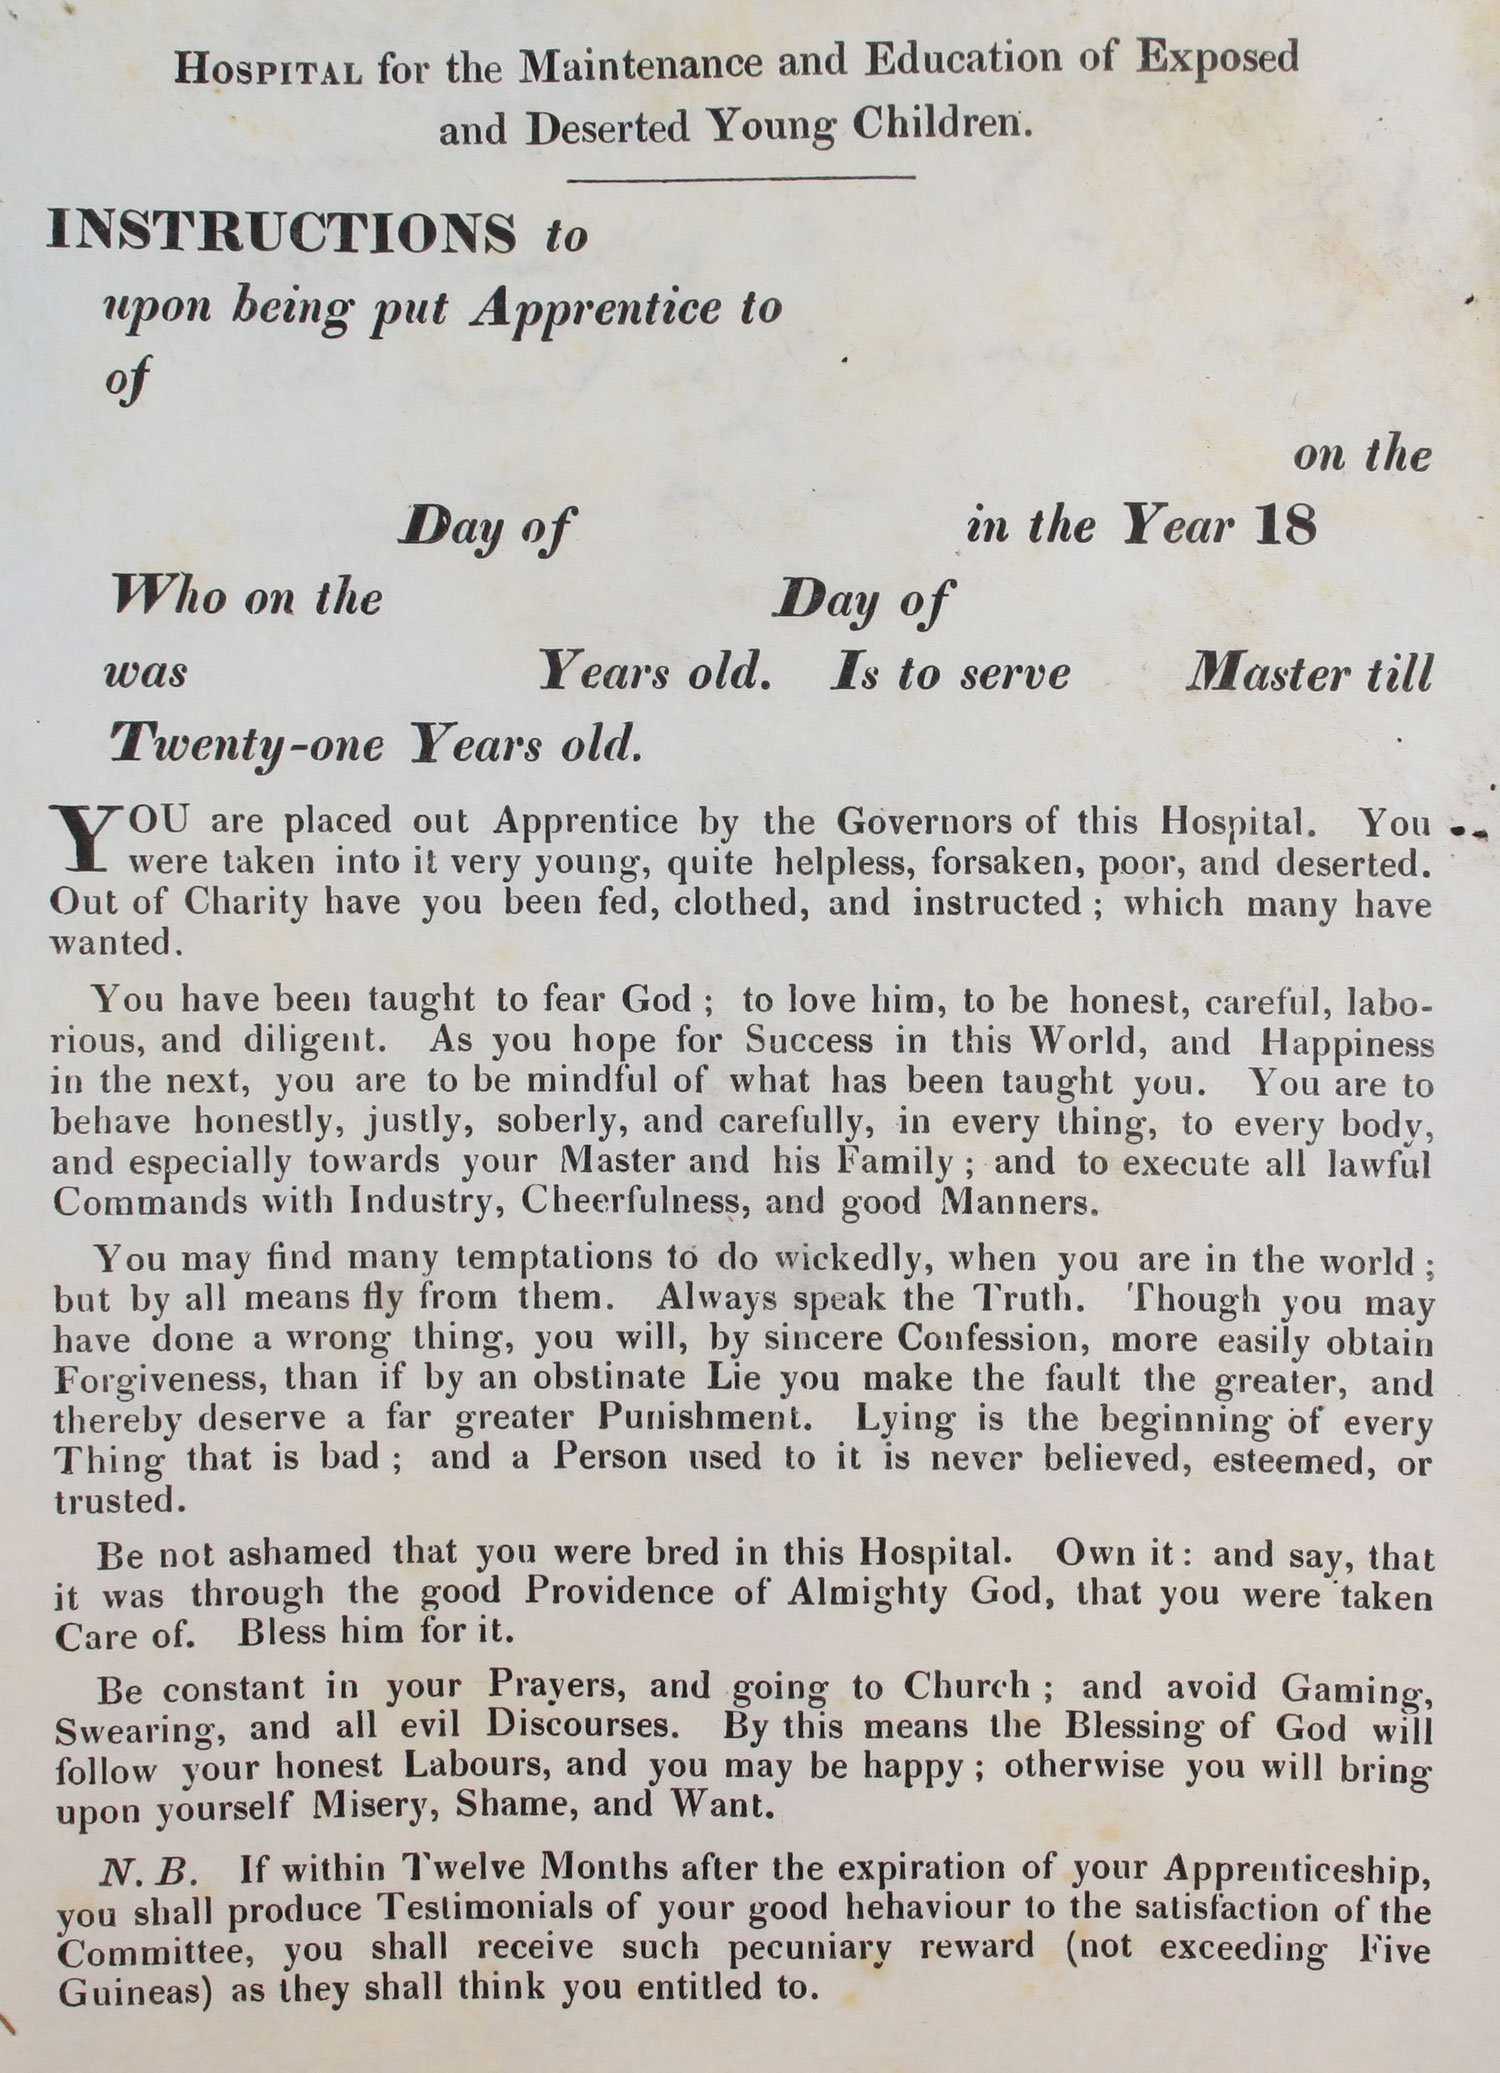 HOSPITAL for the Maintenance and Education of Exposed
and Deserted Young Children.
INSTRUCTIONS to
upon being put Apprentice to
of
on the
Day of in the Year 18
Who on the Day of
was Years old. Is to serve Master till
Twenty-one Years old.
YOU are placed out Apprentice by the Governors of this Hospital. You
were taken into it very young, quite helpless, forsaken, poor, and deserted.
Out of Charity have you been fed, clothed, and instructed ; which many have
wanted.
You have been taught to fear God ; to love him, to be honest, careful, labo-
rious, and diligent. As you hope for Success in this World, and Happiness
in the next, you are to be mindful of what has been taught you. You are to
behave honestly, justly, soberly, and carefully, in every thing, to every body,
and especially towards your Master and his Family ; and to execute all lawful
Commands with Industry, Cheerfulness, and good Manners.
You may find many temptations to do wickedly, when you are in the world ;
but by all means fly from them. Always speak the Truth. Though you may
have done a wrong thing, you will, by sincere Confession, more easily obtain
Forgiveness, than if by an obstinate Lie you make the fault the greater, and
thereby deserve a far greater Punishment. Lying is the beginning of every
Thing that is bad ; and a Person used to it is never believed, esteemed, or
trusted.
Be not ashamed that you were bred in this Hospital. Own it : and say, that
it was through the good Providence of Almighty God, that you were taken
Care of. Bless him for it.
Be constant in your Prayers, and going to Church ; and avoid Gaming,
Swearing, and all evil Discourses. By this means the Blessing of God will
follow your honest Labours, and you may be happy ; otherwise you will bring
upon yourself Misery, Shame, and Want.
N. B. If within Twelve Months after the expiration of your Apprenticeship,
you shall produce Testimonials of your good hehaviour to the satisfaction of the
Committee, you shall receive such pecuniary reward (not exceeding Five
Guineas) as they shall think you entitled to.